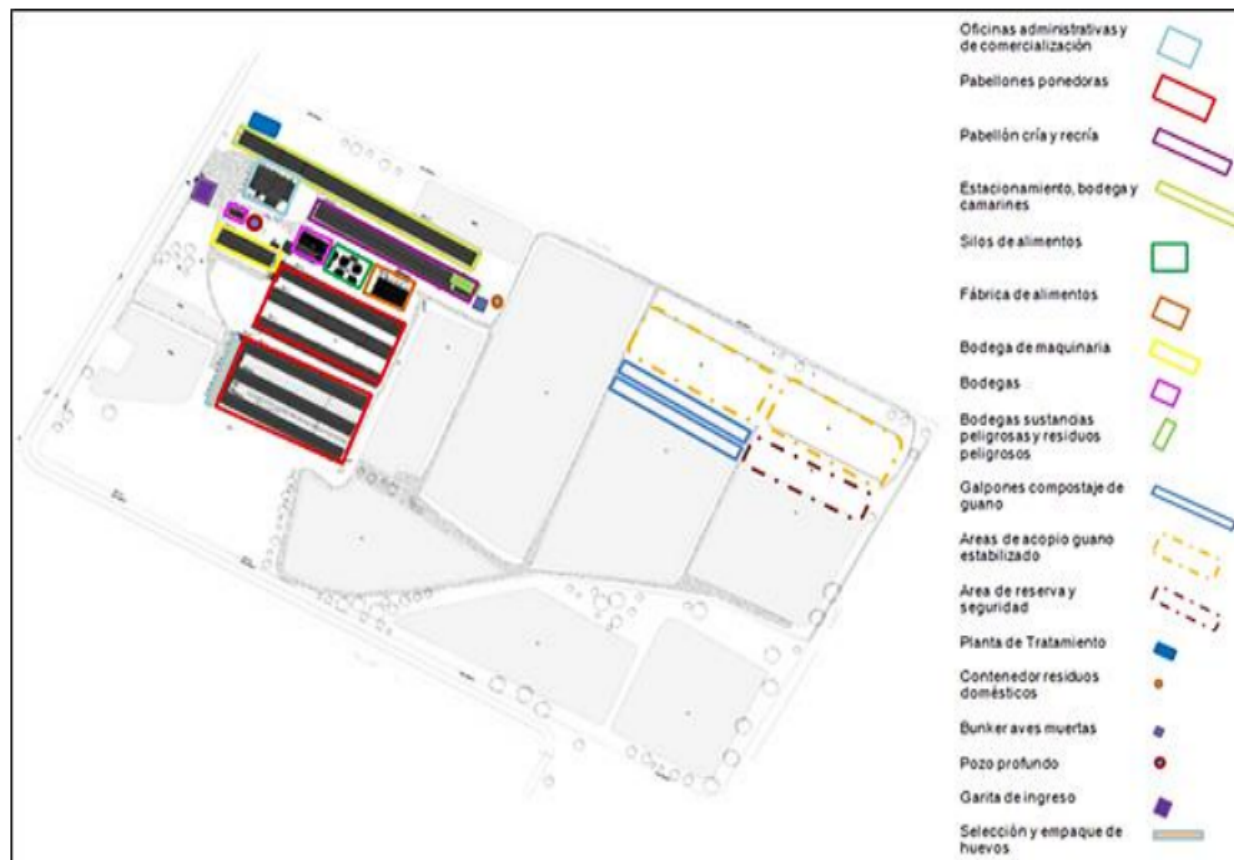 Oficinas administrativas y
de comercialización
Pabellones ponedoras
Pabellón cría y recría
Estacionamiento, bodega y
camarines
Silos de alimentos
Fábrica de alimentos
Bodega de maquinaria
Bodegas
Bodegas sustancias
peligrosas y residuos
peligrosos
Galpones compostaje de
guano
Areas de acopio guano
estabilizado
Area de reserva y
seguridad
Planta de Tratamiento
Contenedor residuos
domésticos
Bunker aves muertas
Pozo profundo
Garita de ingreso
Selección y empaque de
huevos